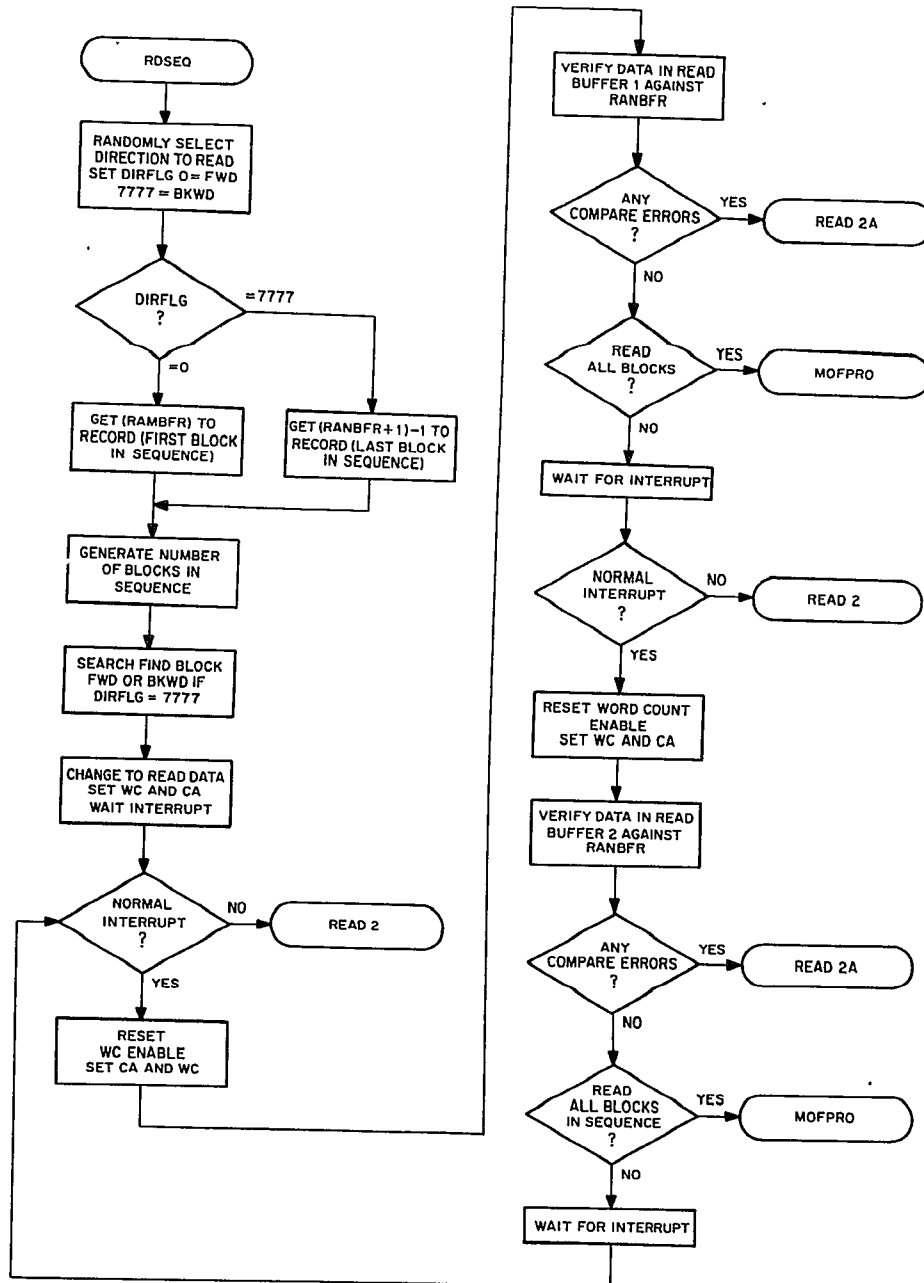 RDSEQ
RANDOMLY SELECT
DIRECTION TO READ
SET DIRFLG 0= FWD
7777 = BKWD
DIRFLG
?
=7777
=0
GET (RAMBFR) TO
RECORD (FIRST BLOCK
IN SEQUENCE)
GET (RANBFR+1)-1 TO
RECORD (LAST BLOCK
IN SEQUENCE)
GENERATE NUMBER
OF BLOCKS IN
SEQUENCE
SEARCH FIND BLOCK
FWD OR BKWD IF
DIRFLG = 7777
CHANGE TO READ DATA
SET WC AND CA
WAIT INTERRUPT
NORMAL
INTERRUPT
?
NO
READ 2
YES
RESET
WC ENABLE
SET CA AND WC
VERIFY DATA IN READ
BUFFER 1 AGAINST
RANBFR
ANY
COMPARE ERRORS
?
YES
READ 2A
NO
READ
ALL BLOCKS
?
YES
MOFPRO
NO
WAIT FOR INTERRUPT
NORMAL
INTERRUPT
?
NO
READ 2
YES
RESET WORD COUNT
ENABLE
SET WC AND CA
VERIFY DATA IN READ
BUFFER 2 AGAINST
RANBFR
ANY
COMPARE ERRORS
?
YES
READ 2A
NO
READ
ALL BLOCKS
IN SEQUENCE
?
YES
MOFPRO
NO
WAIT FOR INTERRUPT